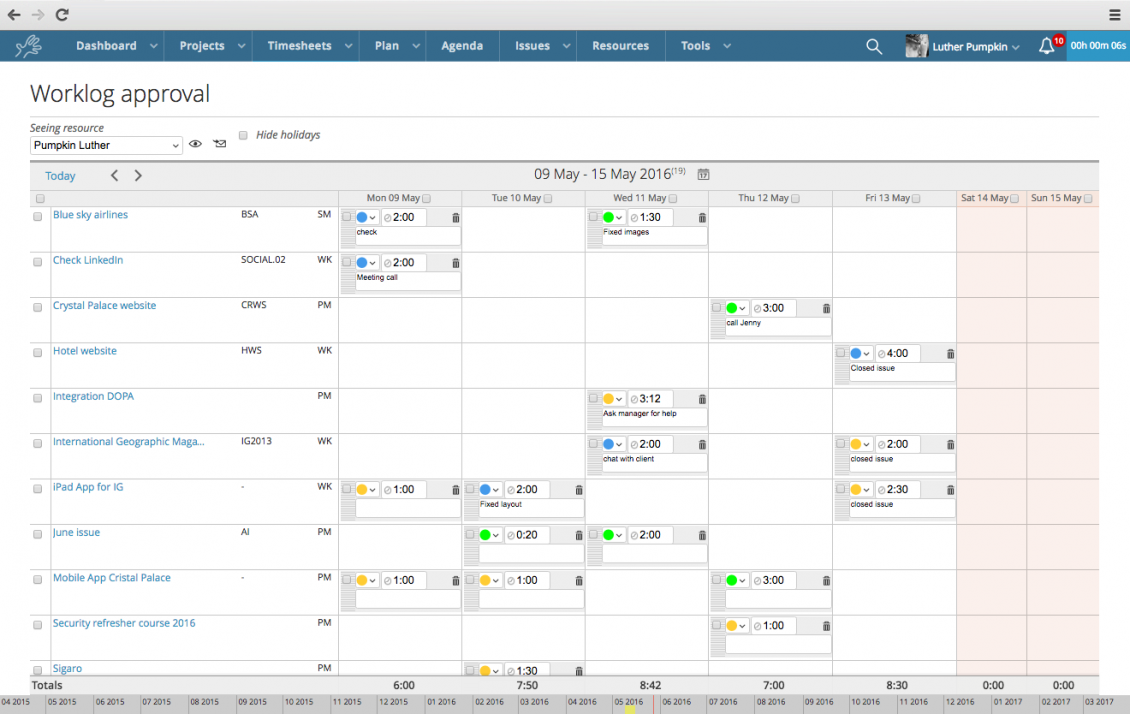 Dashboard Projects Timesheets Plan Agenda Issues Resources Tools Luther Pumpkin 10 00h 00m 06s
Worklog approval
Seeing resource
Pumpkin Luther Hide holidays
Today 09 May - 15 May 2016(19) 17
Mon 09 May Tue 10 May Wed 11 May Thu 12 May Fri 13 May Sat 14 May Sun 15 May
Blue sky airlines BSA SM 2:00 1:30
check Fixed images
Check LinkedIn SOCIAL.02 WK 2:00
Meeting call
Crystal Palace website CRWS PM 3:00
call Jenny
Hotel website HWS WK 4:00
Closed issue
Integration DOPA PM 3:12
Ask manager for help
International Geographic Maga... IG2013 WK 2:00 2:00
chat with client closed issue
iPad App for IG - WK 1:00 2:00 2:30
Fixed layout closed issue
June issue AI PM 0:20 2:00
Mobile App Cristal Palace - PM 1:00 1:00 3:00
Security refresher course 2016 PM 1:00
Sigaro PM 1:30
Totals 6:00 7:50 8:42 7:00 8:30 0:00 0:00
04 2015 05 2015 06 2015 07 2015 08 2015 09 2015 10 2015 11 2015 12 2015 01 2016 02 2016 03 2016 04 2016 05 2016 06 2016 07 2016 08 2016 09 2016 10 2016 11 2016 12 2016 01 2017 02 2017 03 2017